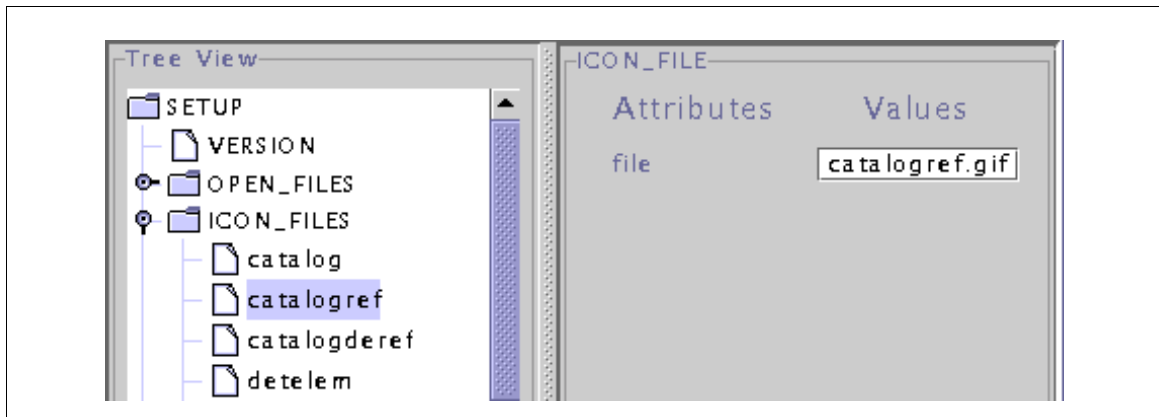 Tree View
SETUP
VERSION
OPEN_FILES
ICON_FILES
catalog
catalogref
catalogderef
detelem
ICON_FILE
Attributes Values
file catalogref.gif